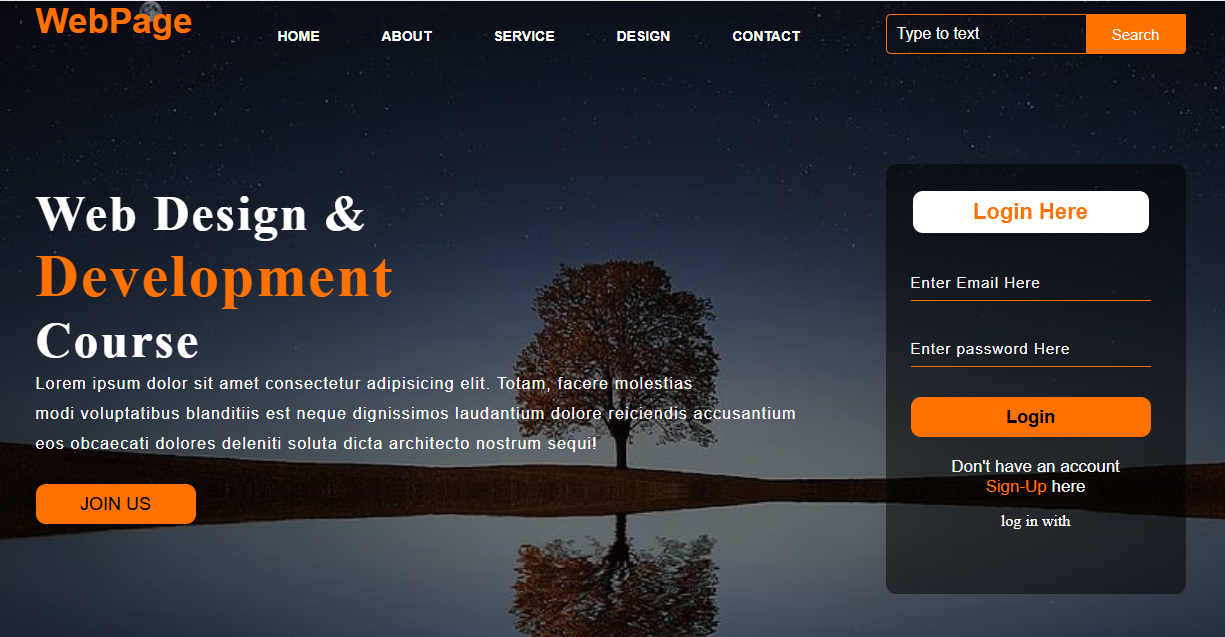 WebPage
HOME ABOUT SERVICE DESIGN CONTACT
Type to text Search
Web Design &
Development
Course
Lorem ipsum dolor sit amet consectetur adipisicing elit. Totam, facere molestias
modi voluptatibus blanditiis est neque dignissimos laudantium dolore reiciendis accusantium
eos obcaecati dolores deleniti soluta dicta architecto nostrum sequi!
JOIN US
Login Here
Enter Email Here
Enter password Here
Login
Don't have an account
Sign-Up here
log in with